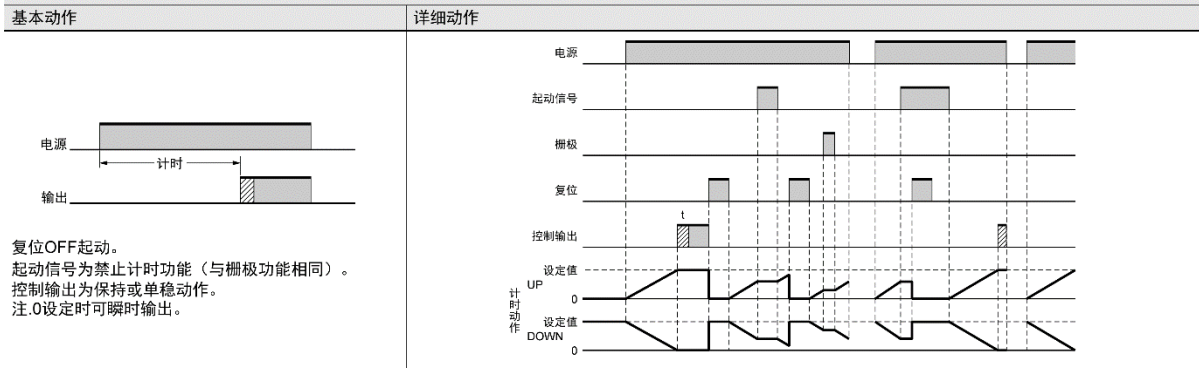 基本动作
详细动作
电源
计时
输出
复位OFF起动。
起动信号为禁止计时功能（与栅极功能相同）。
控制输出为保持或单稳动作。
注.0设定时可瞬时输出。
电源
起动信号
栅极
复位
t
控制输出
计时动作
设定值
UP
0
设定值
DOWN
0